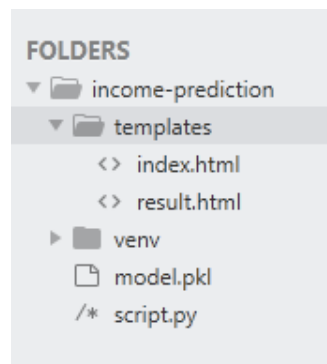 FOLDERS
income-prediction
templates
<> index.html
<> result.html
venv
model.pkl
/* script.py